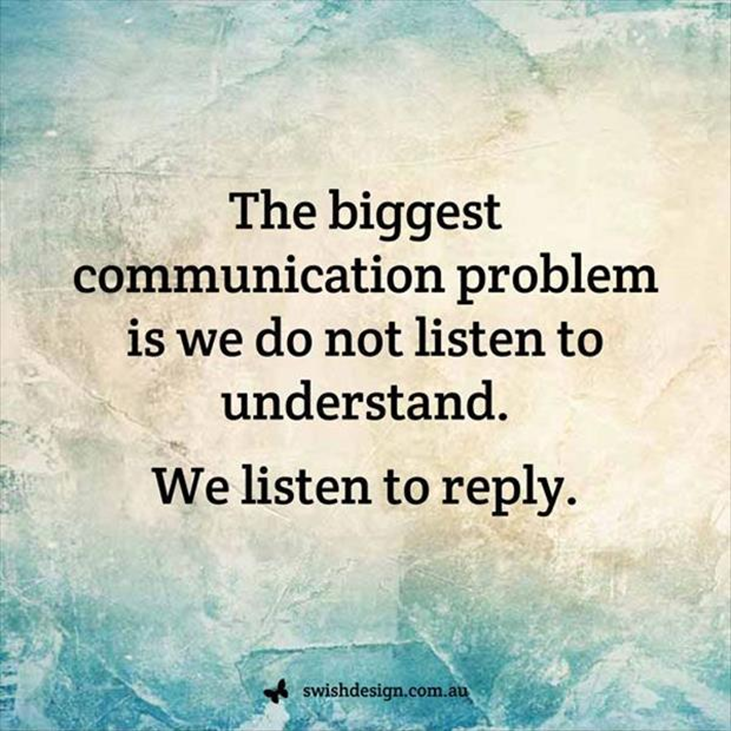 The biggest
communication problem
is we do not listen to
understand.
We listen to reply.
swishdesign.com.au